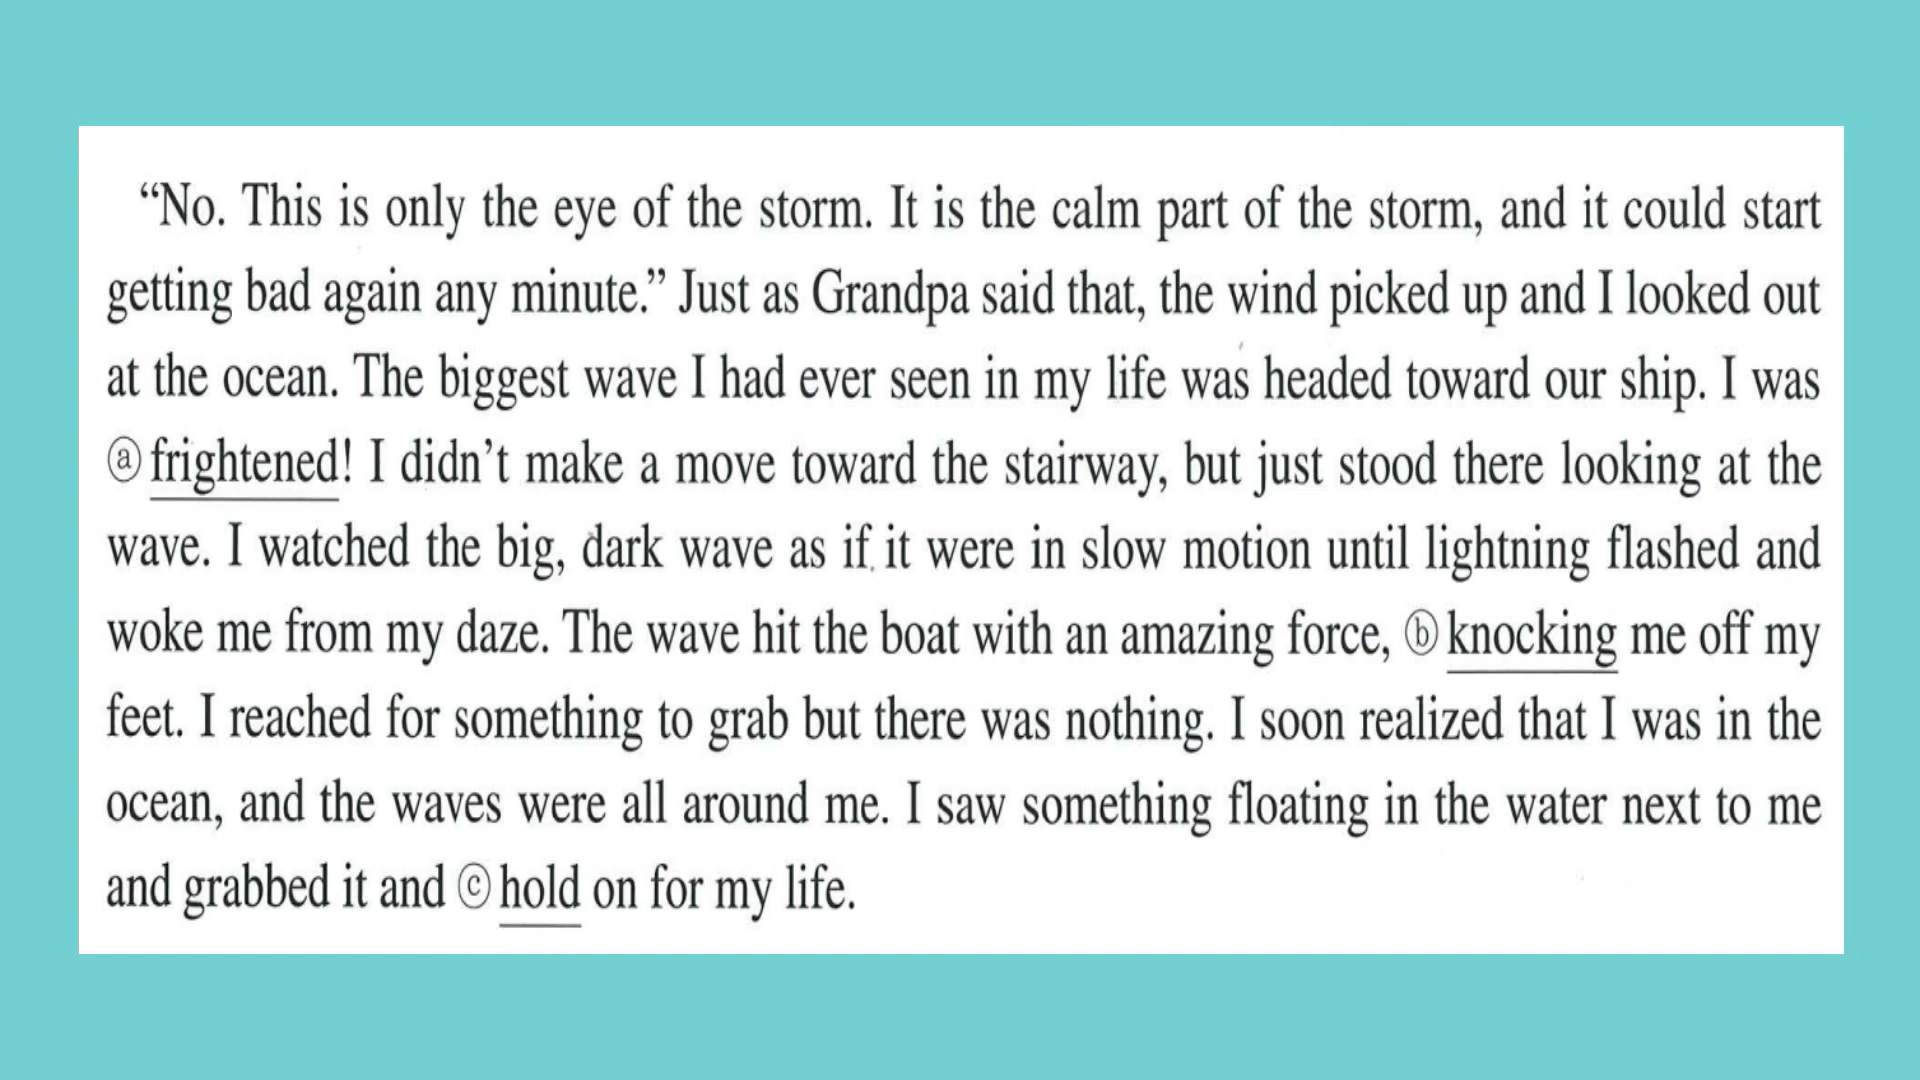 “No. This is only the eye of the storm. It is the calm part of the storm, and it could start
getting bad again any minute.” Just as Grandpa said that, the wind picked up and I looked out
at the ocean. The biggest wave I had ever seen in my life was headed toward our ship. I was
ⓐ frightened! I didn’t make a move toward the stairway, but just stood there looking at the
wave. I watched the big, dark wave as if it were in slow motion until lightning flashed and
woke me from my daze. The wave hit the boat with an amazing force, ⓑ knocking me off my
feet. I reached for something to grab but there was nothing. I soon realized that I was in the
ocean, and the waves were all around me. I saw something floating in the water next to me
and grabbed it and ⓒ hold on for my life.